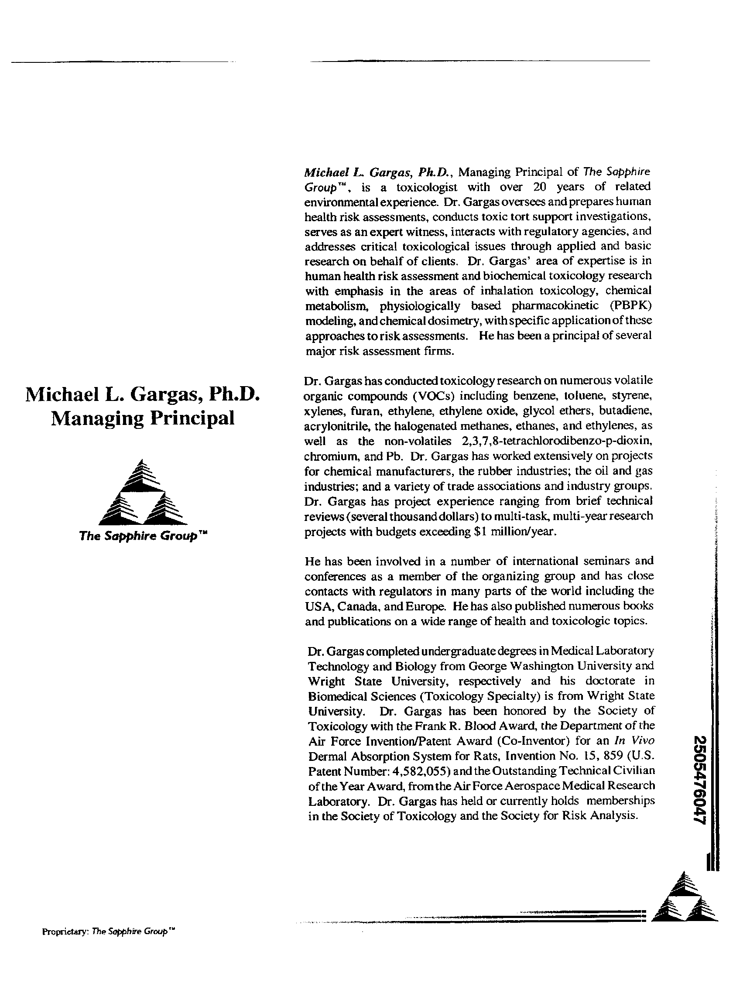 Michael L. Gargas, Ph.D., Managing Principal of The Sapphire
Group™, is a toxicologist with over 20 years of related
environmental experience. Dr. Gargas oversees and prepares human
health risk assessments, conducts toxic tort support investigations,
serves as an expert witness, interacts with regulatory agencies, and
addresses critical toxicological issues through applied and basic
research on behalf of clients. Dr. Gargas' area of expertise is in
human health risk assessment and biochemical toxicology research
with emphasis in the areas of inhalation toxicology, chemical
metabolism, physiologically based pharmacokinetic (PBPK)
modeling, and chemical dosimetry, with specific application of these
approaches to risk assessments. He has been a principal of several
major risk assessment firms.
Michael L. Gargas, Ph.D.
Managing Principal
The Sapphire Group™
Dr. Gargas has conducted toxicology research on numerous volatile
organic compounds (VOCs) including benzene, toluene, styrene,
xylenes, furan, ethylene, ethylene oxide, glycol ethers, butadiene,
acrylonitrile, the halogenated methanes, ethanes, and ethylenes, as
well as the non-volatiles 2,3,7,8-tetrachlorodibenzo-p-dioxin,
chromium, and Pb. Dr. Gargas has worked extensively on projects
for chemical manufacturers, the rubber industries; the oil and gas
industries; and a variety of trade associations and industry groups.
Dr. Gargas has project experience ranging from brief technical
reviews (several thousand dollars) to multi-task, multi-year research
projects with budgets exceeding $1 million/year.
He has been involved in a number of international seminars and
conferences as a member of the organizing group and has close
contacts with regulators in many parts of the world including the
USA, Canada, and Europe. He has also published numerous books
and publications on a wide range of health and toxicologic topics.
Dr. Gargas completed undergraduate degrees in Medical Laboratory
Technology and Biology from George Washington University and
Wright State University, respectively and his doctorate in
Biomedical Sciences (Toxicology Specialty) is from Wright State
University. Dr. Gargas has been honored by the Society of
Toxicology with the Frank R. Blood Award, the Department of the
Air Force Invention/Patent Award (Co-Inventor) for an In Vivo
Dermal Absorption System for Rats, Invention No. 15, 859 (U.S.
Patent Number: 4,582,055) and the Outstanding Technical Civilian
of the Year Award, from the Air Force Aerospace Medical Research
Laboratory. Dr. Gargas has held or currently holds memberships
in the Society of Toxicology and the Society for Risk Analysis.
2505476047
Proprietary: The Sapphire Group™